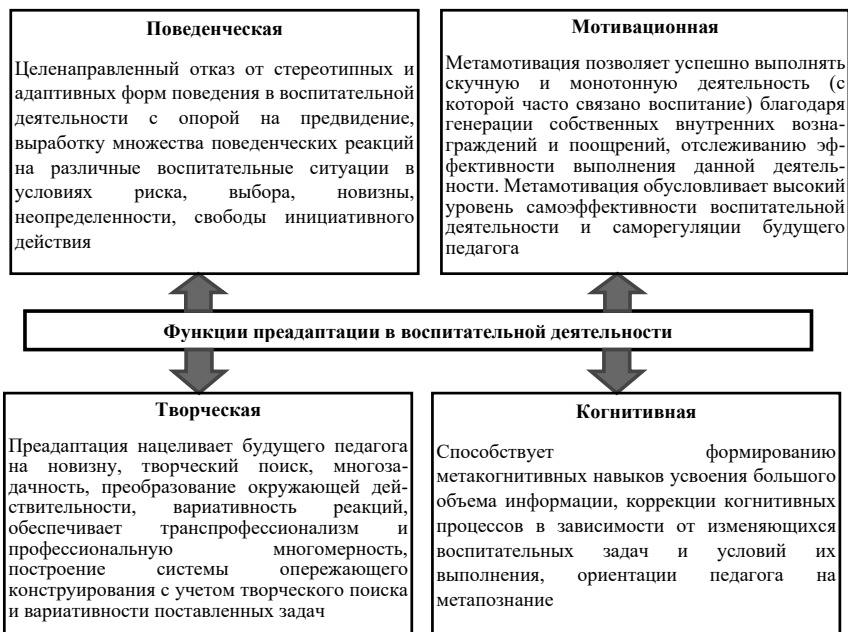 Поведенческая
Целенаправленный отказ от стереотипных и
адаптивных форм поведения в воспитательной
деятельности с опорой на предвидение,
выработку множества поведенческих реакций
на различные воспитательные ситуации в
условиях риска, выбора, новизны,
неопределенности, свободы инициативного
действия
Мотивационная
Метамотивация позволяет успешно выполнять
скучную и монотонную деятельность (с
которой часто связано воспитание) благодаря
генерации собственных внутренних возна-
граждений и поощрений, отслеживанию эф-
фективности выполнения данной деятель-
ности. Метамотивация обусловливает высокий
уровень самоэффективности воспитательной
деятельности и саморегуляции будущего
педагога
Функции преадаптации в воспитательной деятельности
Творческая
Преадаптация нацеливает будущего педагога
на новизну, творческий поиск, многоза-
дачность, преобразование окружающей дей-
ствительности, вариативность реакций,
обеспечивает транспрофессионализм и
профессиональную многомерность,
построение системы опережающего
конструирования с учетом творческого поиска
и вариативности поставленных задач
Когнитивная
Способствует формированию
метакогнитивных навыков усвоения большого
объема информации, коррекции когнитивных
процессов в зависимости от изменяющихся
воспитательных задач и условий их
выполнения, ориентации педагога на
метапознание